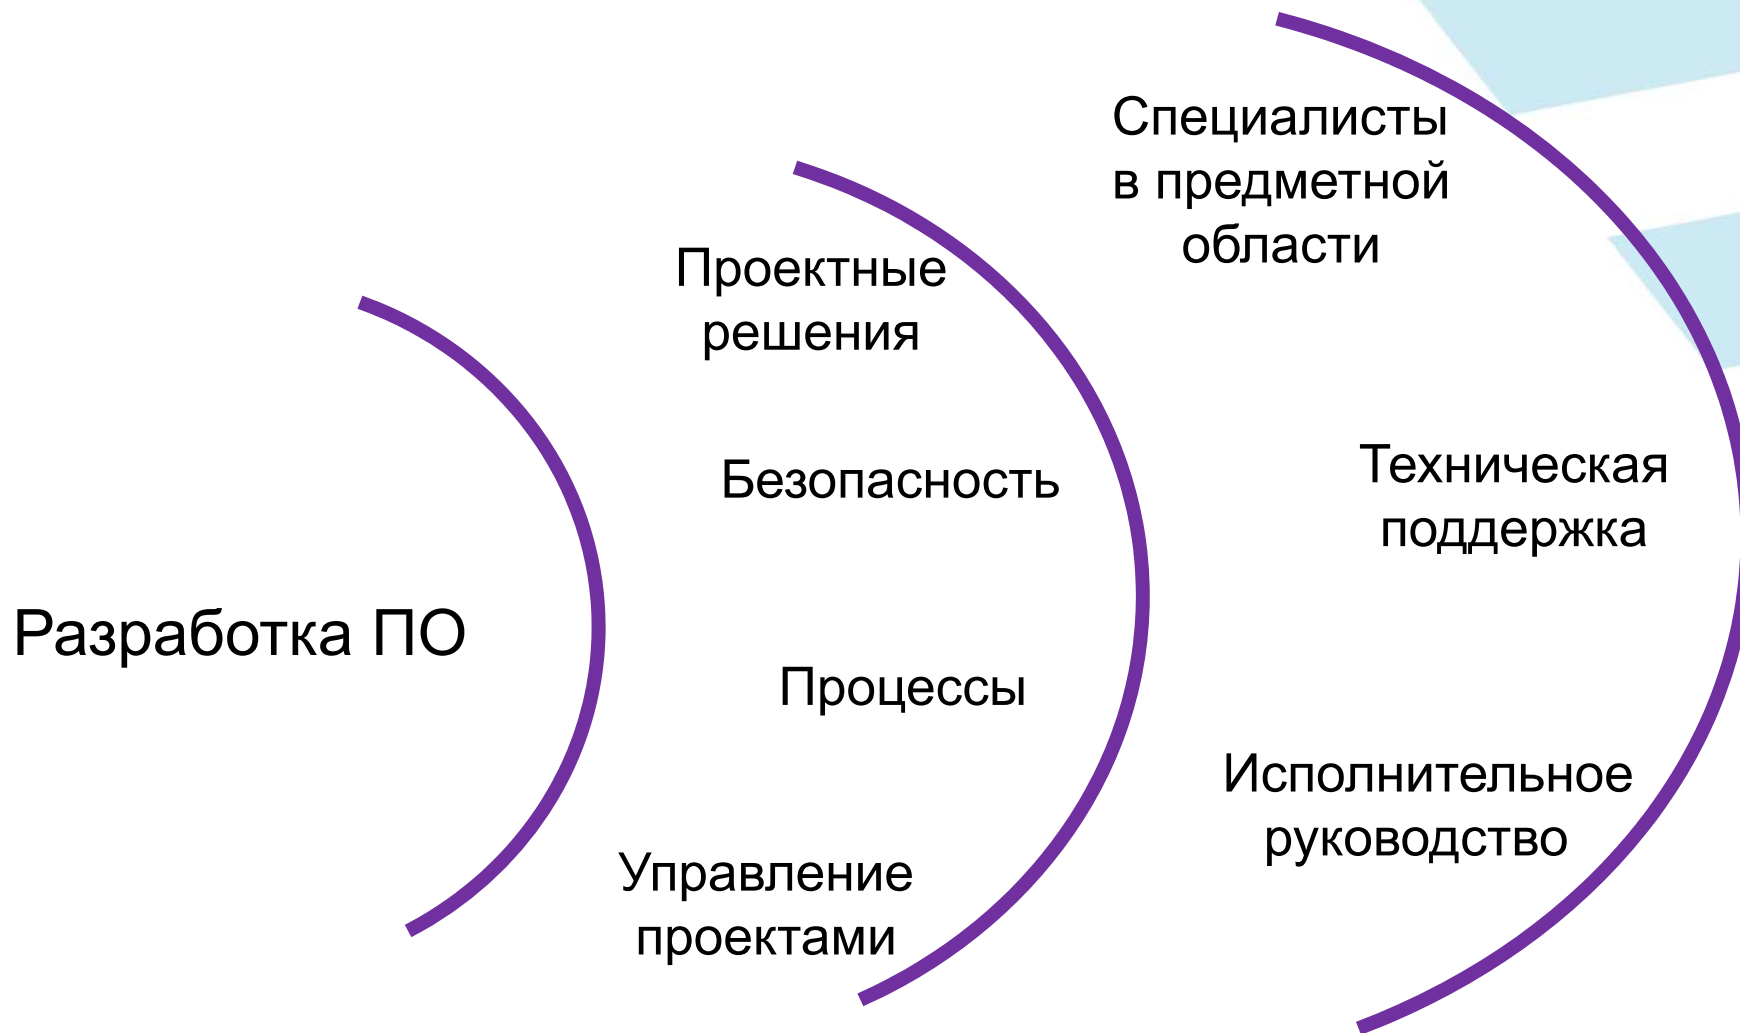 Разработка ПО
Проектные
решения
Безопасность
Процессы
Управление
проектами
Специалисты
в предметной
области
Техническая
поддержка
Исполнительное
руководство